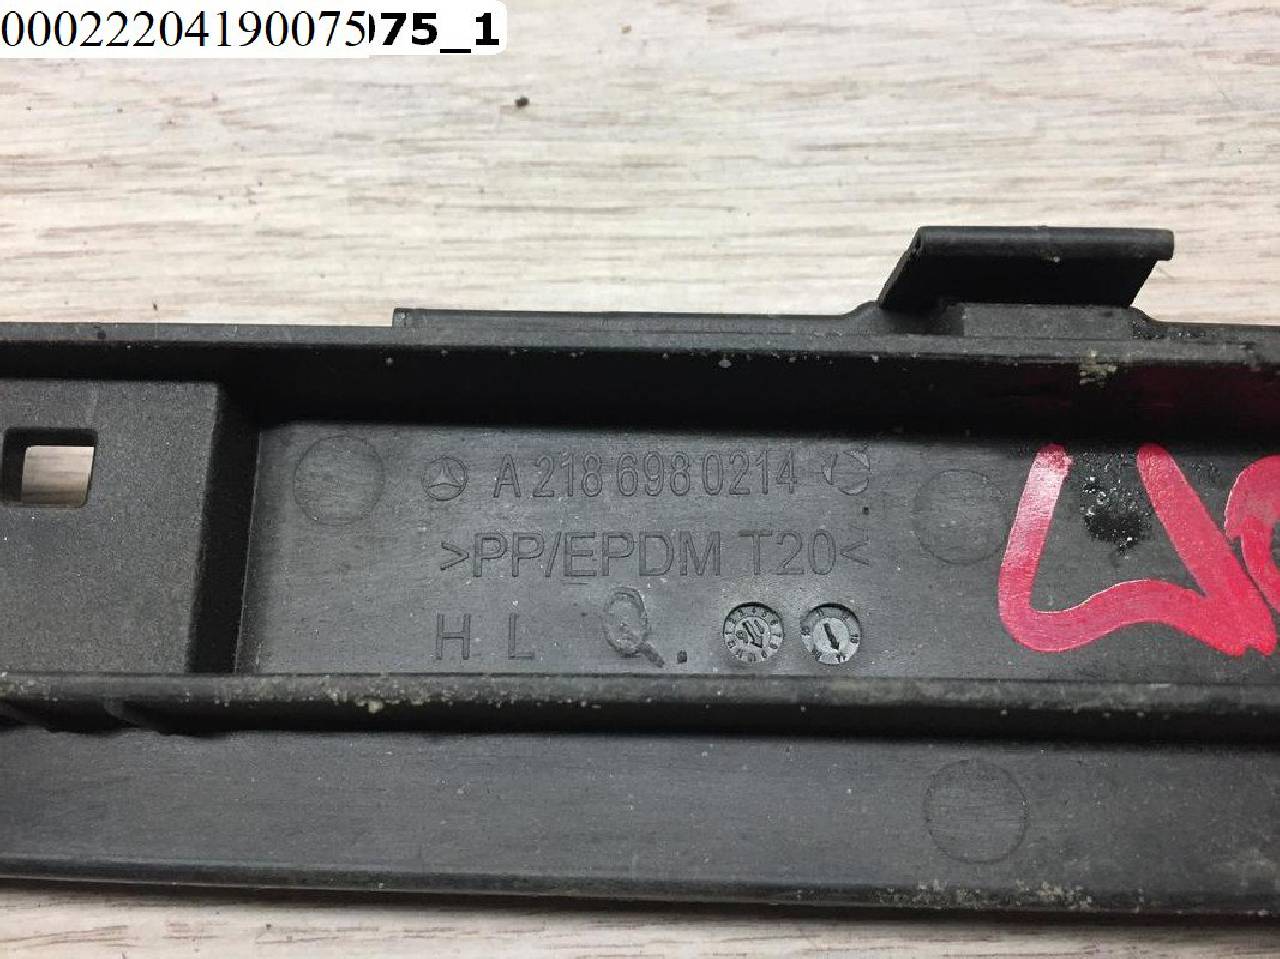 00022204190075075_1
A 218 698 0214
>PP/EPDM T20<
H L